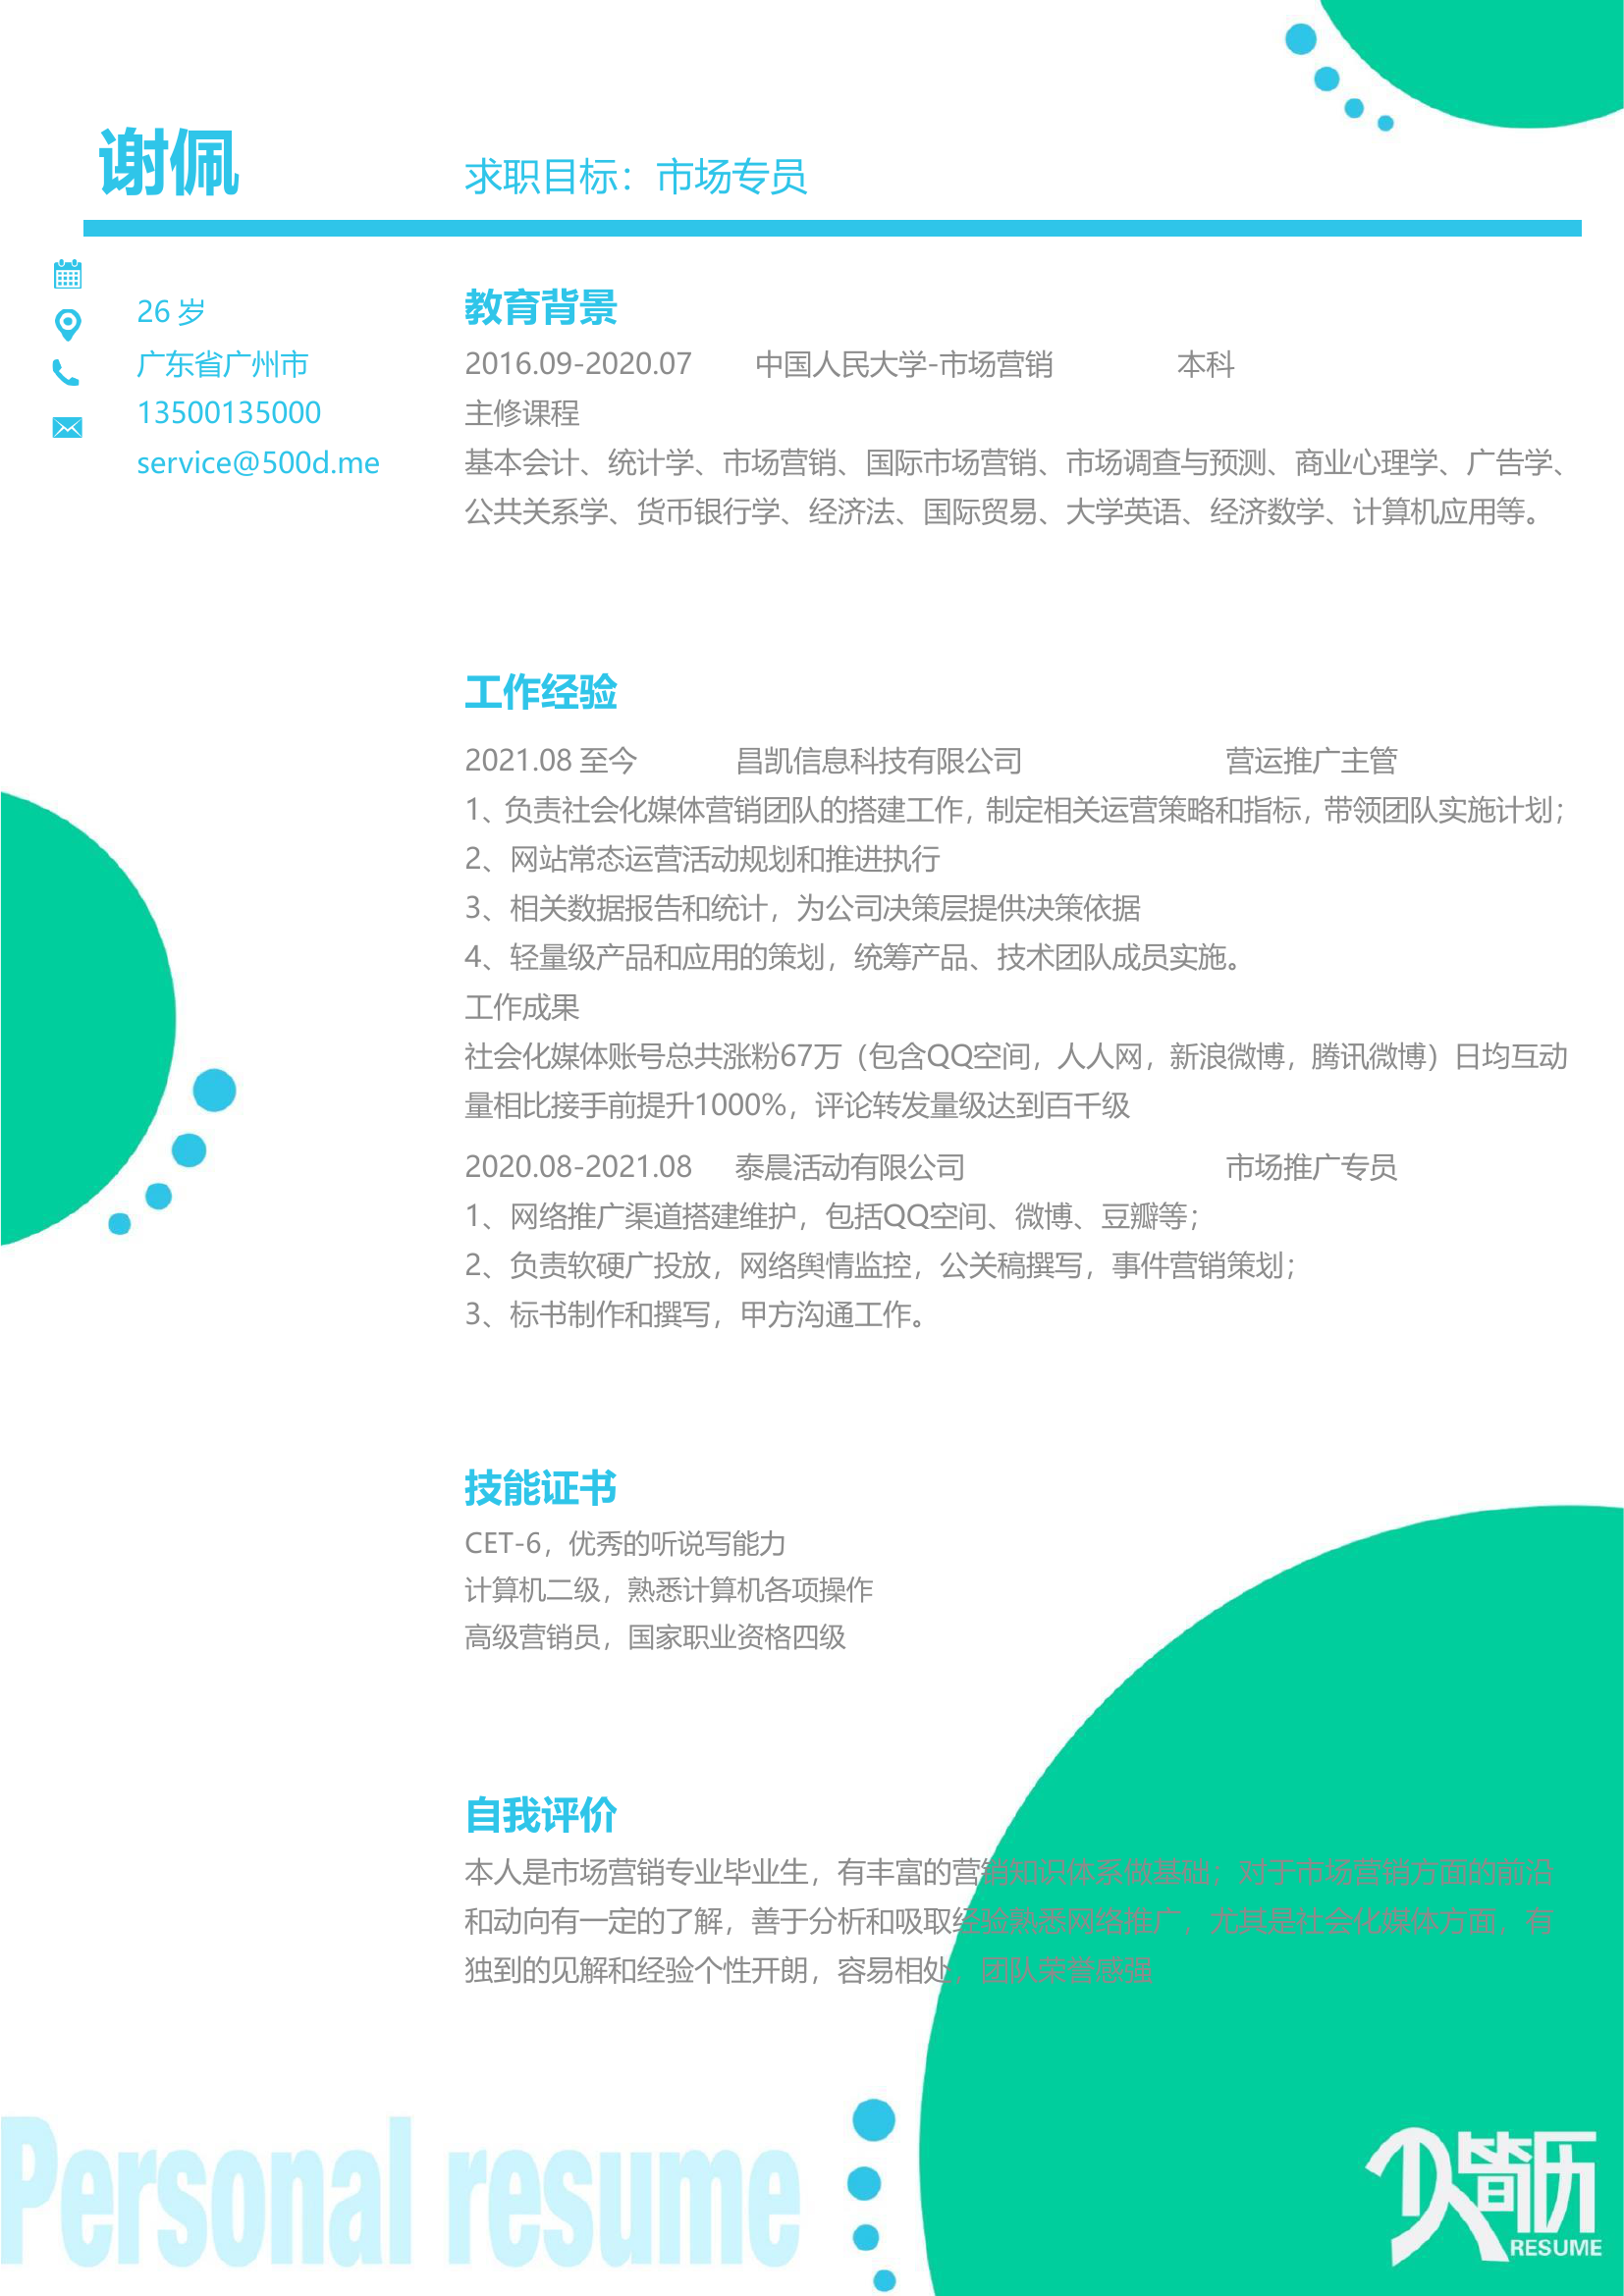 谢佩
求职目标：市场专员
26 岁
广东省广州市
13500135000
service@500d.me
教育背景
2016.09-2020.07 中国人民大学-市场营销 本科
主修课程
基本会计、统计学、市场营销、国际市场营销、市场调查与预测、商业心理学、广告学、
公共关系学、货币银行学、经济法、国际贸易、大学英语、经济数学、计算机应用等。
工作经验
2021.08 至今 昌凯信息科技有限公司 营运推广主管
1、负责社会化媒体营销团队的搭建工作，制定相关运营策略和指标，带领团队实施计划；
2、网站常态运营活动规划和推进执行
3、相关数据报告和统计，为公司决策层提供决策依据
4、轻量级产品和应用的策划，统筹产品、技术团队成员实施。
工作成果
社会化媒体账号总共涨粉67万（包含QQ空间，人人网，新浪微博，腾讯微博）日均互动
量相比接手前提升1000%，评论转发量级达到百千级
2020.08-2021.08 泰晨活动有限公司 市场推广专员
1、网络推广渠道搭建维护，包括QQ空间、微博、豆瓣等；
2、负责软硬广投放，网络舆情监控，公关稿撰写，事件营销策划；
3、标书制作和撰写，甲方沟通工作。
技能证书
CET-6，优秀的听说写能力
计算机二级，熟悉计算机各项操作
高级营销员，国家职业资格四级
自我评价
本人是市场营销专业毕业生，有丰富的营销知识体系做基础；对于市场营销方面的前沿
和动向有一定的了解，善于分析和吸取经验熟悉网络推广，尤其是社会化媒体方面，有
独到的见解和经验个性开朗，容易相处，团队荣誉感强
Personal resume
简历
RESUME